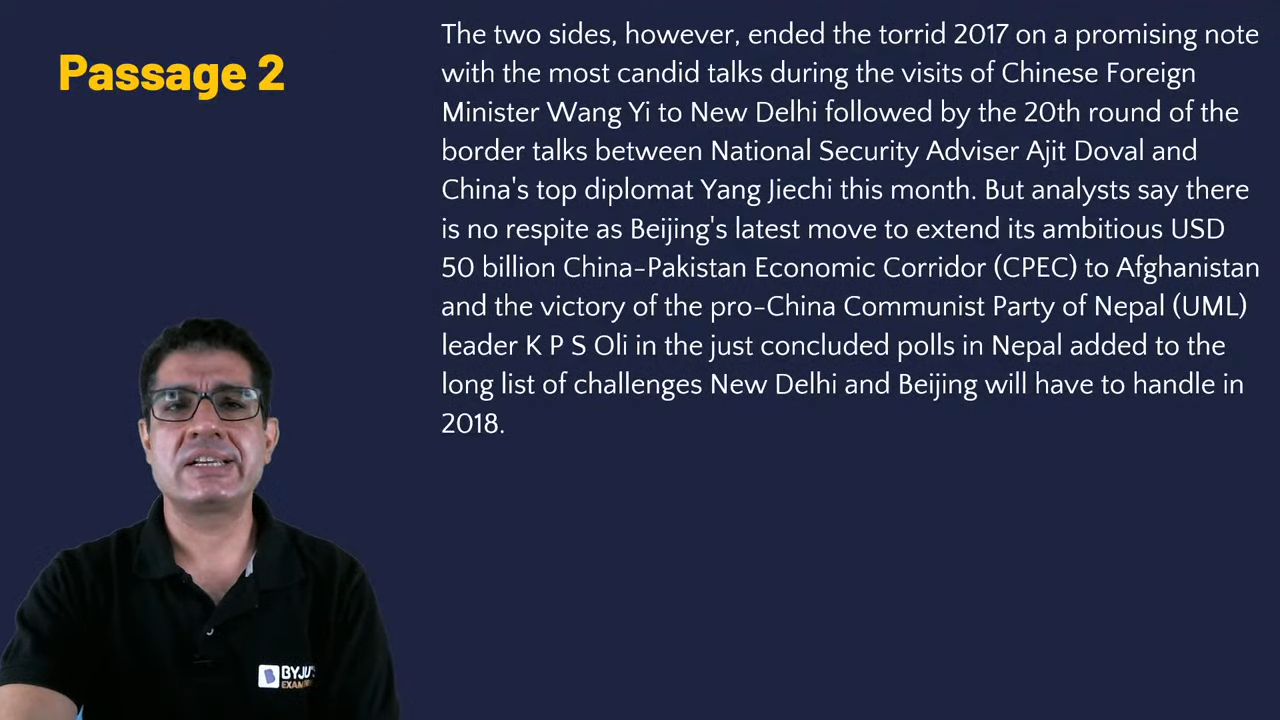 Passage 2
The two sides, however, ended the torrid 2017 on a promising note
with the most candid talks during the visits of Chinese Foreign
Minister Wang Yi to New Delhi followed by the 20th round of the
border talks between National Security Adviser Ajit Doval and
China's top diplomat Yang Jiechi this month. But analysts say there
is no respite as Beijing's latest move to extend its ambitious USD
50 billion China-Pakistan Economic Corridor (CPEC) to Afghanistan
and the victory of the pro-China Communist Party of Nepal (UML)
leader K P S Oli in the just concluded polls in Nepal added to the
long list of challenges New Delhi and Beijing will have to handle in
2018.
BYJU'S